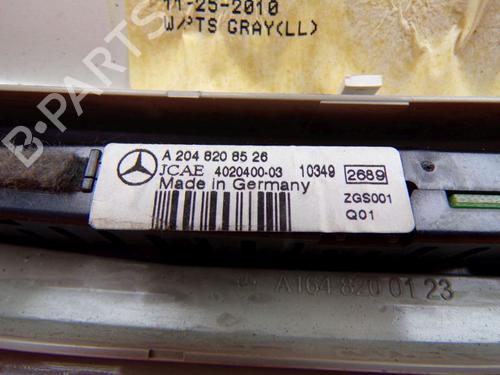 11-25-2010
W/PTS GRAY(LL)
B-PARTS
A 204 820 85 26
JCAE 4020400-03 10349 2689
Made in Germany ZGS001
Q01
A164 820 01 23